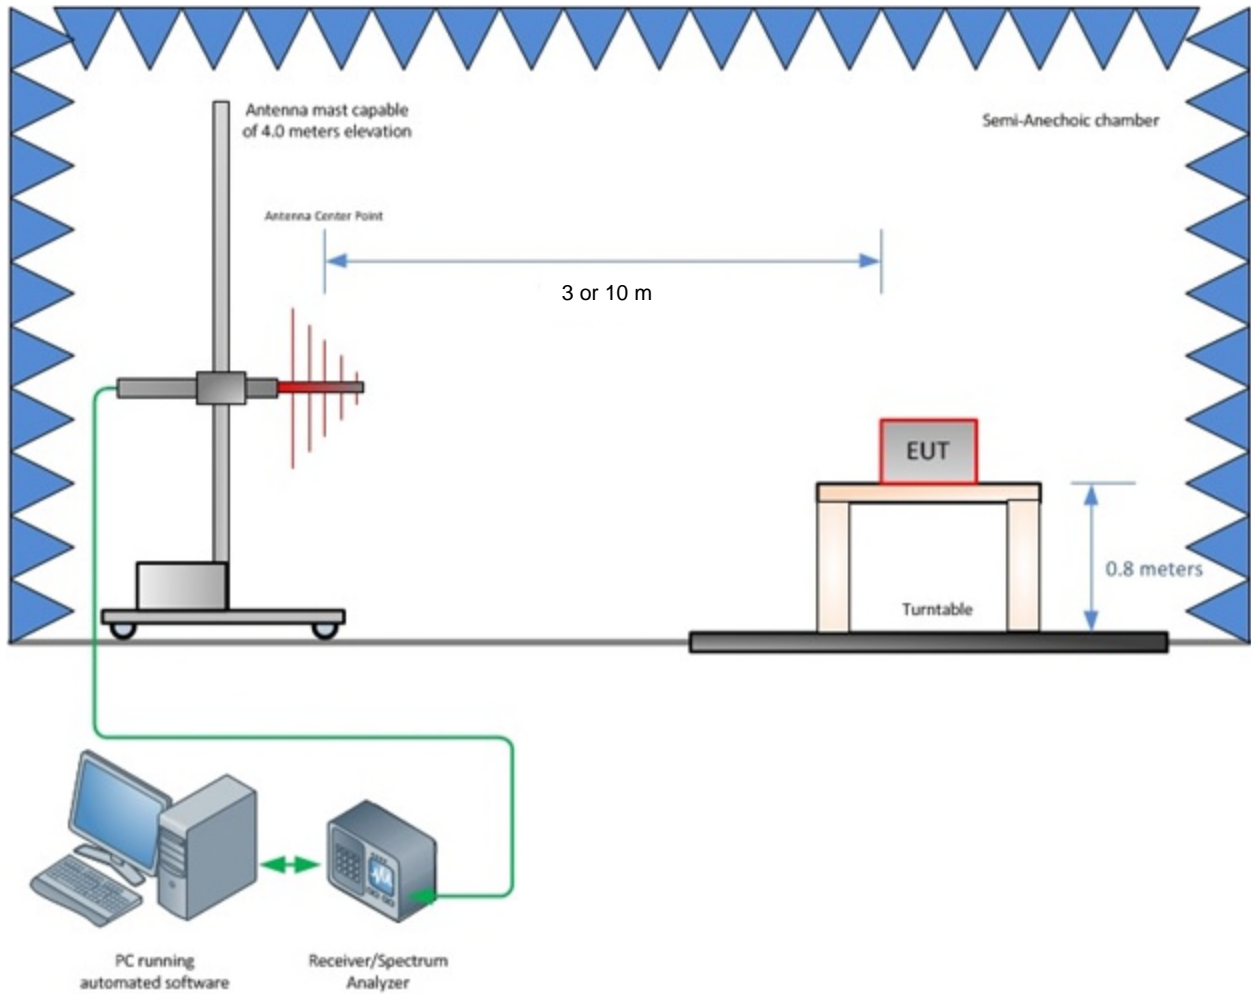 Antenna mast capable
of 4.0 meters elevation
Semi-Anechoic chamber
Antenna Center Point
3 or 10 m
EUT
0.8 meters
Turntable
PC running
automated software
Receiver/Spectrum
Analyzer